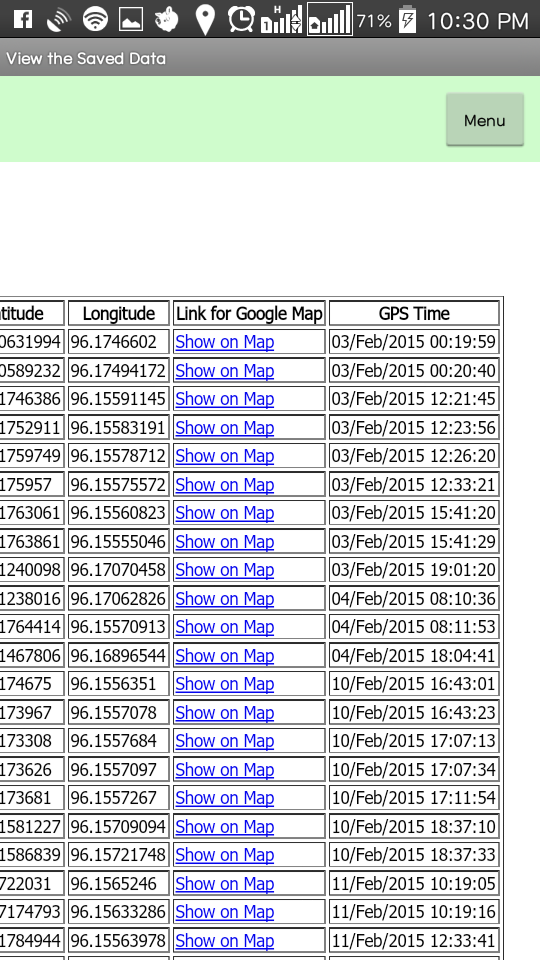 H 71% 10:30 PM
View the Saved Data
Menu
Longitude Link for Google Map GPS Time
0631994 96.1746602 Show on Map 03/Feb/2015 00:19:59
0589232 96.17494172 Show on Map 03/Feb/2015 00:20:40
1746386 96.15591145 Show on Map 03/Feb/2015 12:21:45
1752911 96.15583191 Show on Map 03/Feb/2015 12:23:56
1759749 96.15578712 Show on Map 03/Feb/2015 12:26:20
175957 96.15575572 Show on Map 03/Feb/2015 12:33:21
1763061 96.15560823 Show on Map 03/Feb/2015 15:41:20
1763861 96.15555046 Show on Map 03/Feb/2015 15:41:29
1240098 96.17070458 Show on Map 03/Feb/2015 19:01:20
1238016 96.17062826 Show on Map 04/Feb/2015 08:10:36
1764414 96.15570913 Show on Map 04/Feb/2015 08:11:53
1467806 96.16896544 Show on Map 04/Feb/2015 18:04:41
174675 96.1556351 Show on Map 10/Feb/2015 16:43:01
173967 96.1557078 Show on Map 10/Feb/2015 16:43:23
173308 96.1557684 Show on Map 10/Feb/2015 17:07:13
173626 96.1557097 Show on Map 10/Feb/2015 17:07:34
173681 96.1557267 Show on Map 10/Feb/2015 17:11:54
1581227 96.15709094 Show on Map 10/Feb/2015 18:37:10
1586839 96.15721748 Show on Map 10/Feb/2015 18:37:33
722031 96.1565246 Show on Map 11/Feb/2015 10:19:05
7174793 96.15633286 Show on Map 11/Feb/2015 10:19:16
1784944 96.15563978 Show on Map 11/Feb/2015 12:33:41